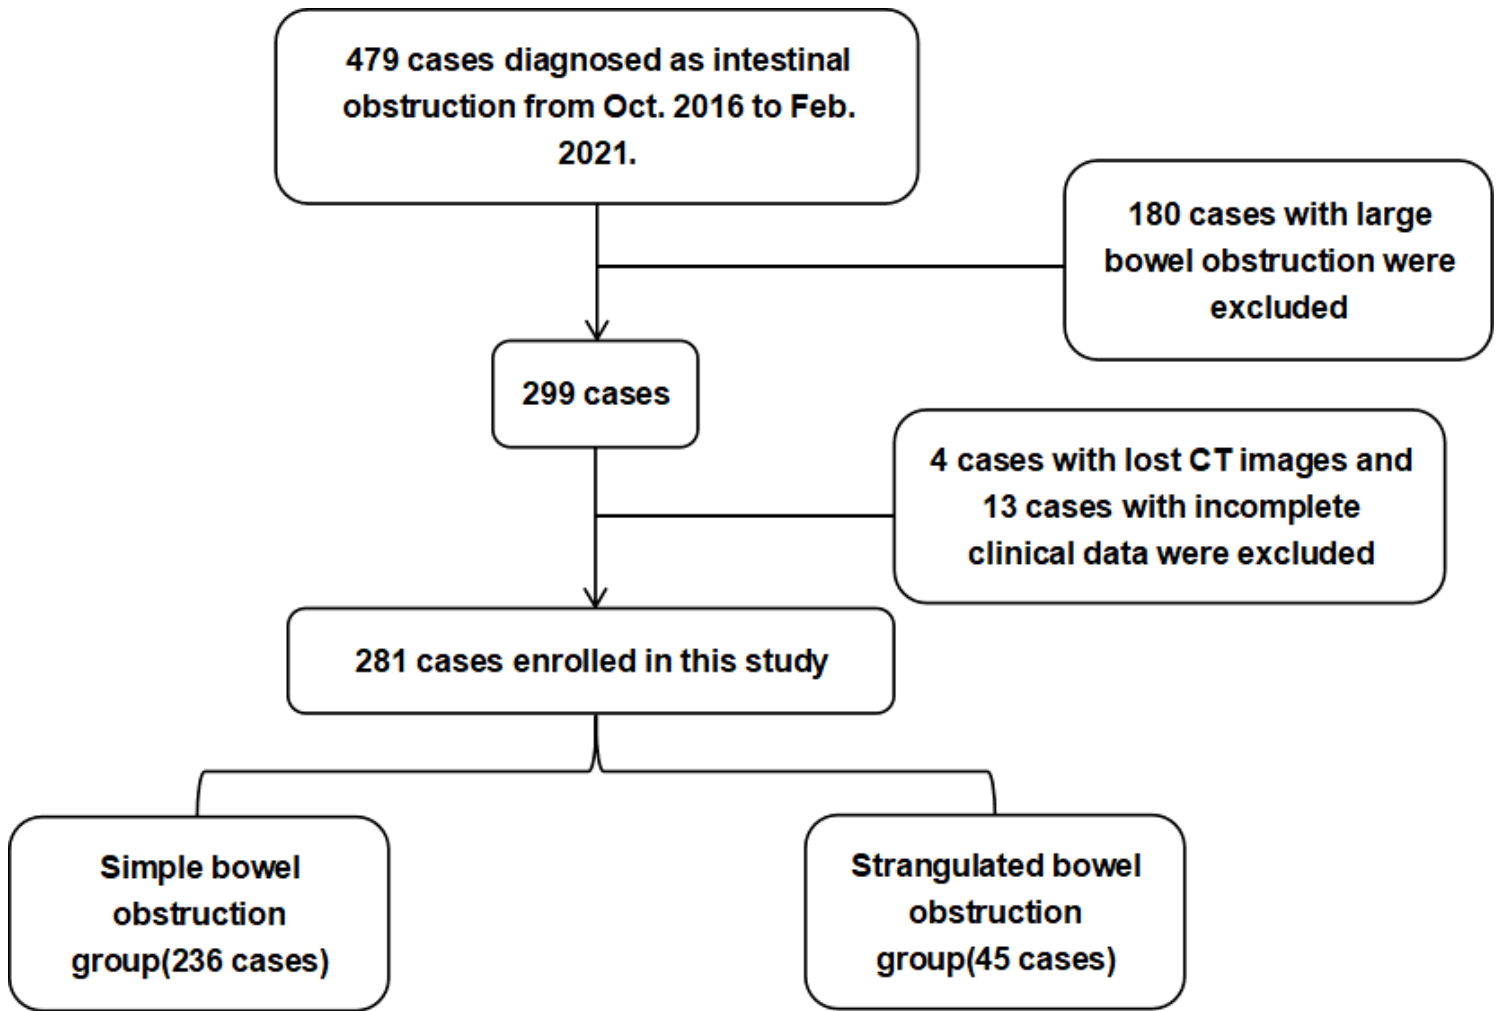 479 cases diagnosed as intestinal
obstruction from Oct. 2016 to Feb.
2021.
180 cases with large
bowel obstruction were
excluded
299 cases
4 cases with lost CT images and
13 cases with incomplete
clinical data were excluded
281 cases enrolled in this study
Simple bowel
obstruction
group(236 cases)
Strangulated bowel
obstruction
group(45 cases)